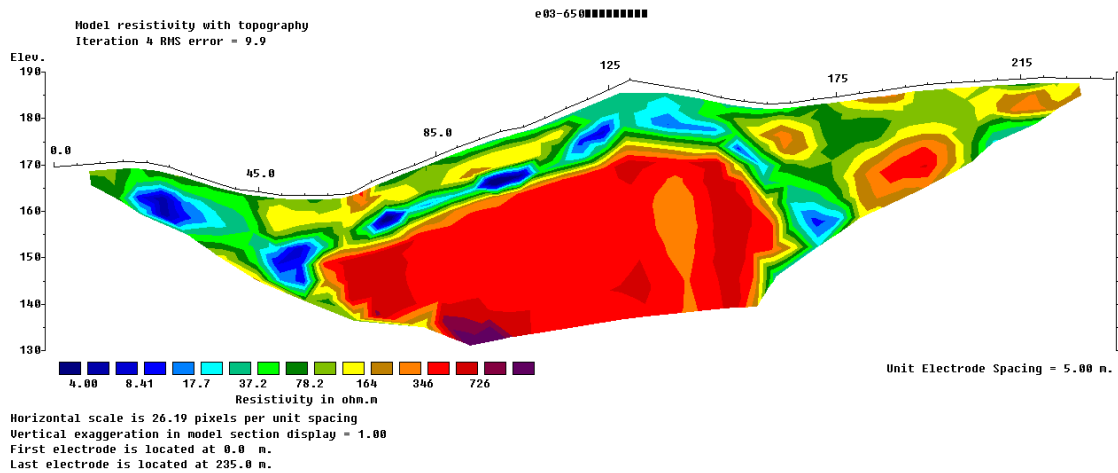 e03-650
Model resistivity with topography
Iteration 4 RMS error = 9.9
Elev.
190
180
170
160
150
140
130
0.0
45.0
85.0
125
175
215
4.00 8.41 17.7 37.2 78.2 164 346 726
Resistivity in ohm.m
Unit Electrode Spacing = 5.00 m.
Horizontal scale is 26.19 pixels per unit spacing
Vertical exaggeration in model section display = 1.00
First electrode is located at 0.0 m.
Last electrode is located at 235.0 m.